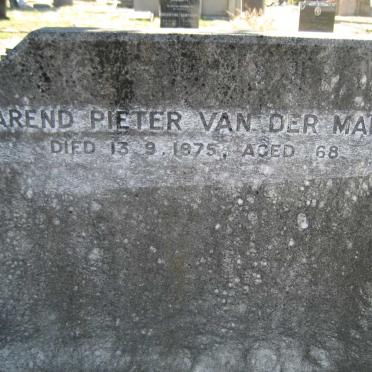 AREND PIETER VAN DER MA
DIED 13.9.1975, AGED 68